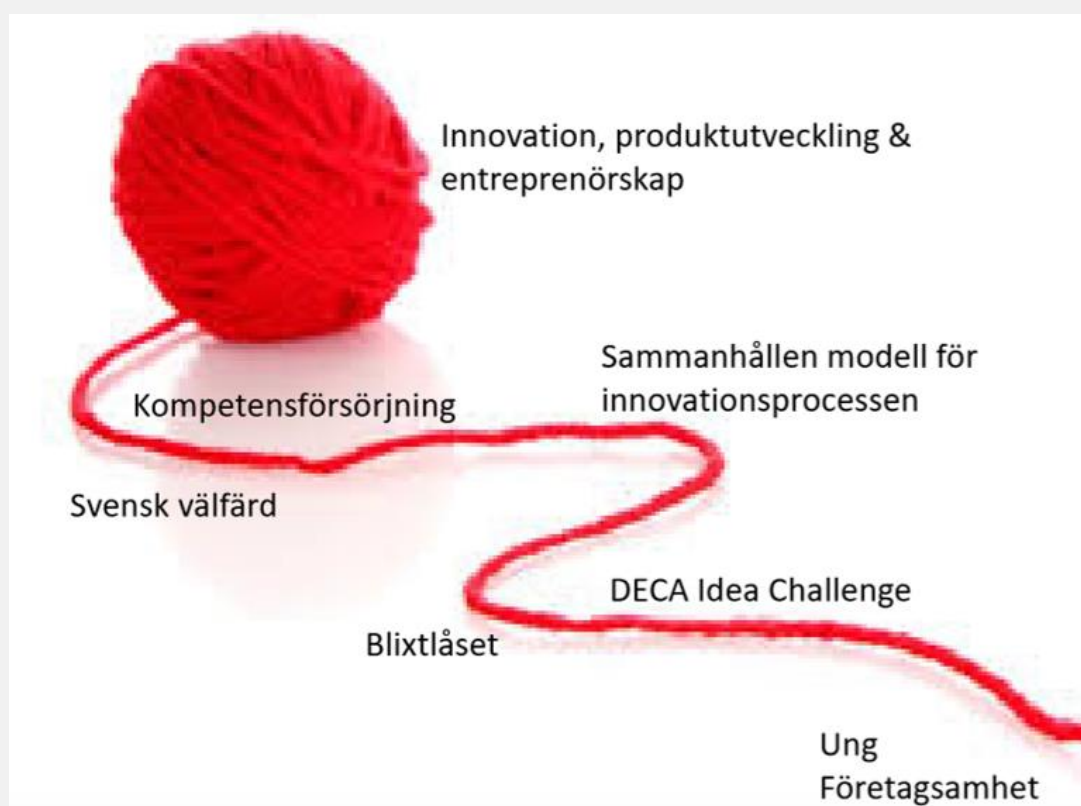 Innovation, produktutveckling &
entreprenörskap
Sammanhållen modell för
innovationsprocessen
Kompetensförsörjning
Svensk välfärd
DECA Idea Challenge
Blixtlåset
Ung
Företagsamhet